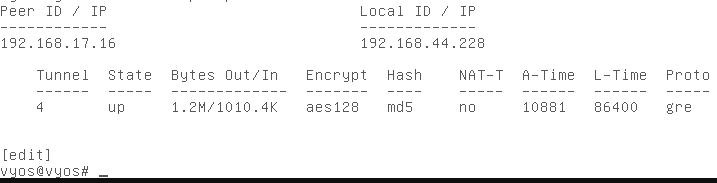 Peer ID / IP                            Local ID / IP
------------                            -------------
192.168.17.16                           192.168.44.228
    Tunnel  State  Bytes Out/In   Encrypt  Hash    NAT-T  A-Time  L-Time  Proto
    ------  -----  -------------  -------  ----    -----  ------  ------  -----
    4       up     1.2M/1010.4K   aes128   md5     no     10881   86400   gre
[edit]
vyos@vyos# _